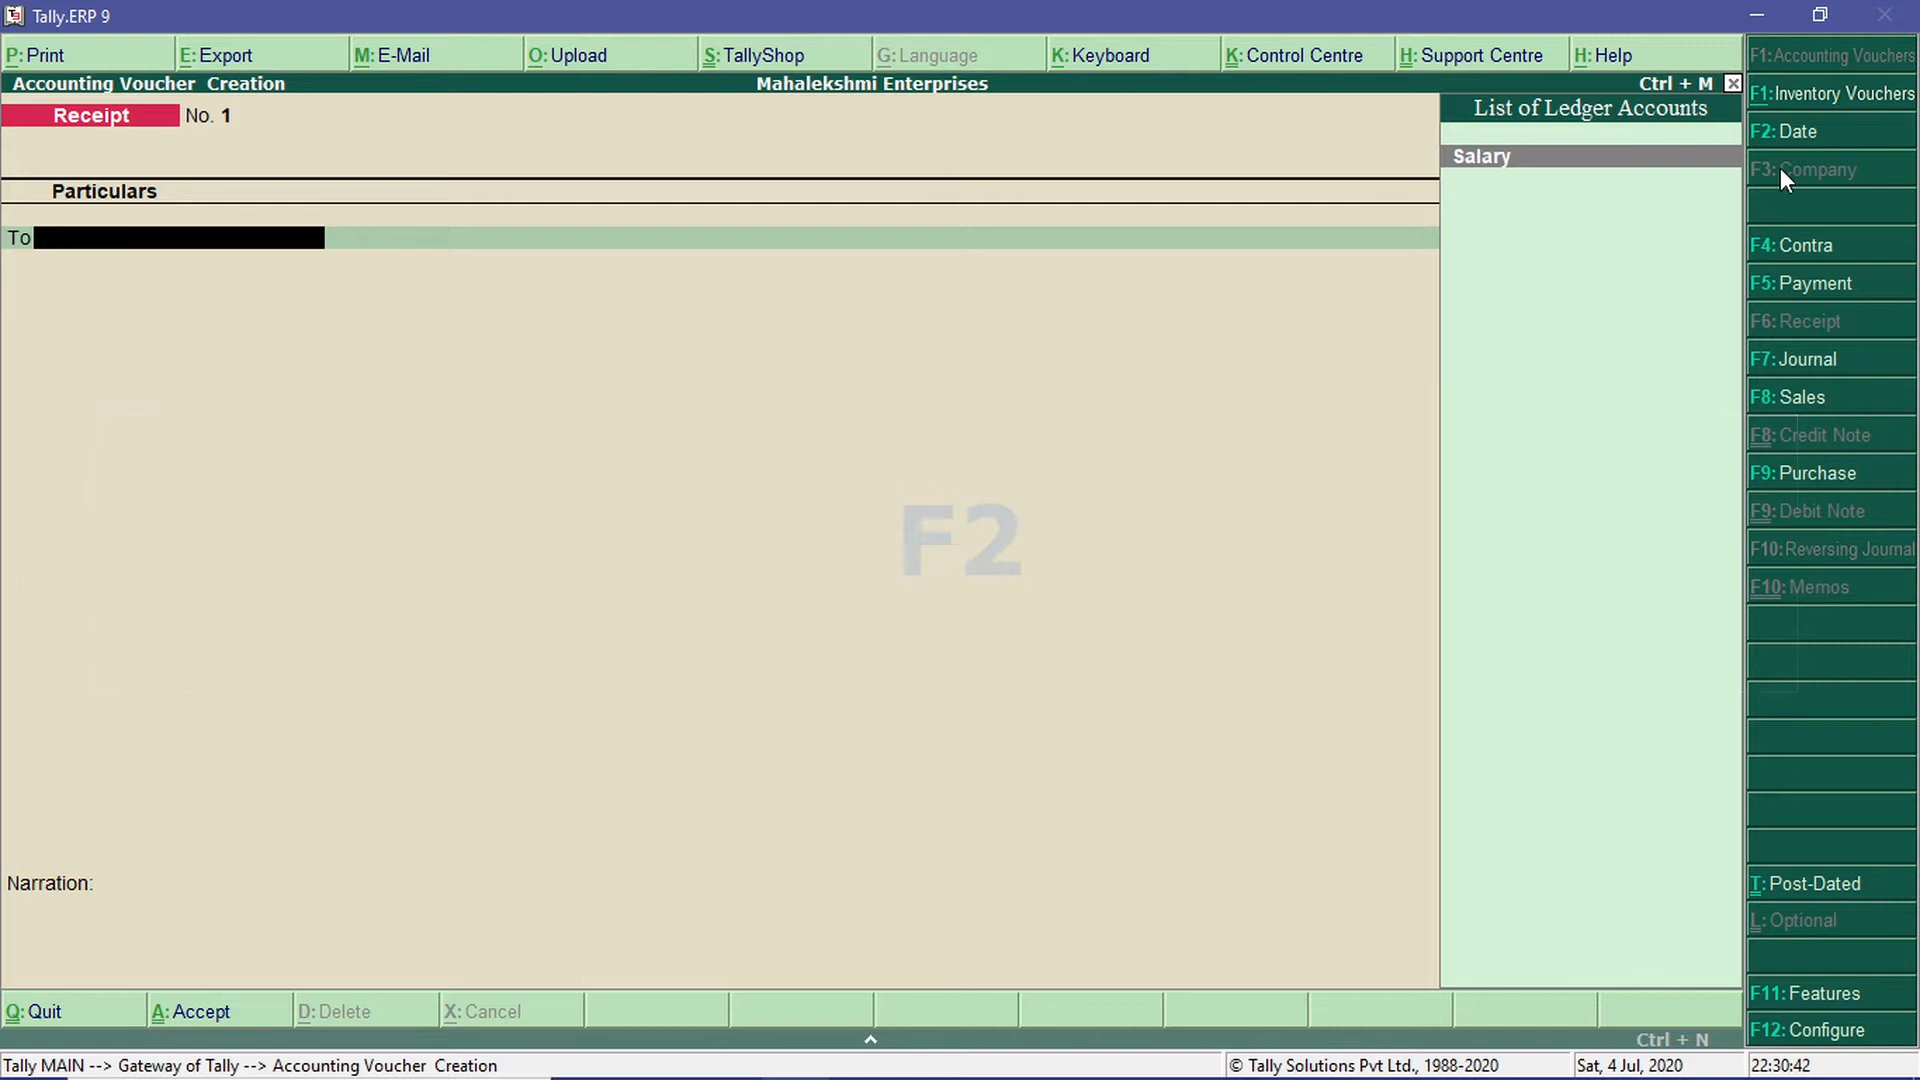 Tally.ERP 9
P: Print E: Export M: E-Mail O: Upload S: TallyShop G: Language K: Keyboard K: Control Centre H: Support Centre H: Help
Accounting Voucher Creation Mahalekshmi Enterprises Ctrl + M
Receipt No. 1
Particulars
To
Narration:
F2
List of Ledger Accounts
Salary
F1: Accounting Vouchers
F1: Inventory Vouchers
F2: Date
F3: Company
F4: Contra
F5: Payment
F6: Receipt
F7: Journal
F8: Sales
F8: Credit Note
F9: Purchase
F9: Debit Note
F10: Reversing Journal
F10: Memos
T: Post-Dated
L: Optional
F11: Features
F12: Configure
Q: Quit A: Accept D: Delete X: Cancel
Ctrl + N
Tally MAIN --> Gateway of Tally --> Accounting Voucher Creation © Tally Solutions Pvt Ltd., 1988-2020 Sat, 4 Jul, 2020 22:30:42